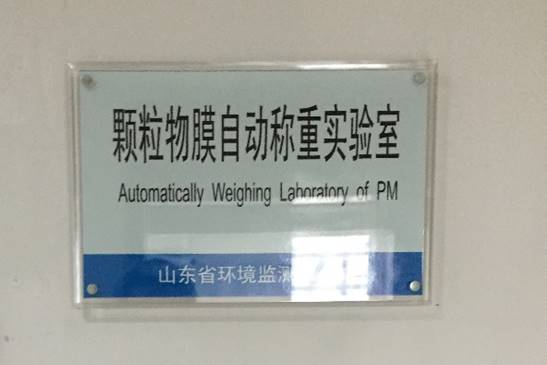 颗粒物膜自动称重实验室
Automatically Weighing Laboratory of PM
山东省环境监测